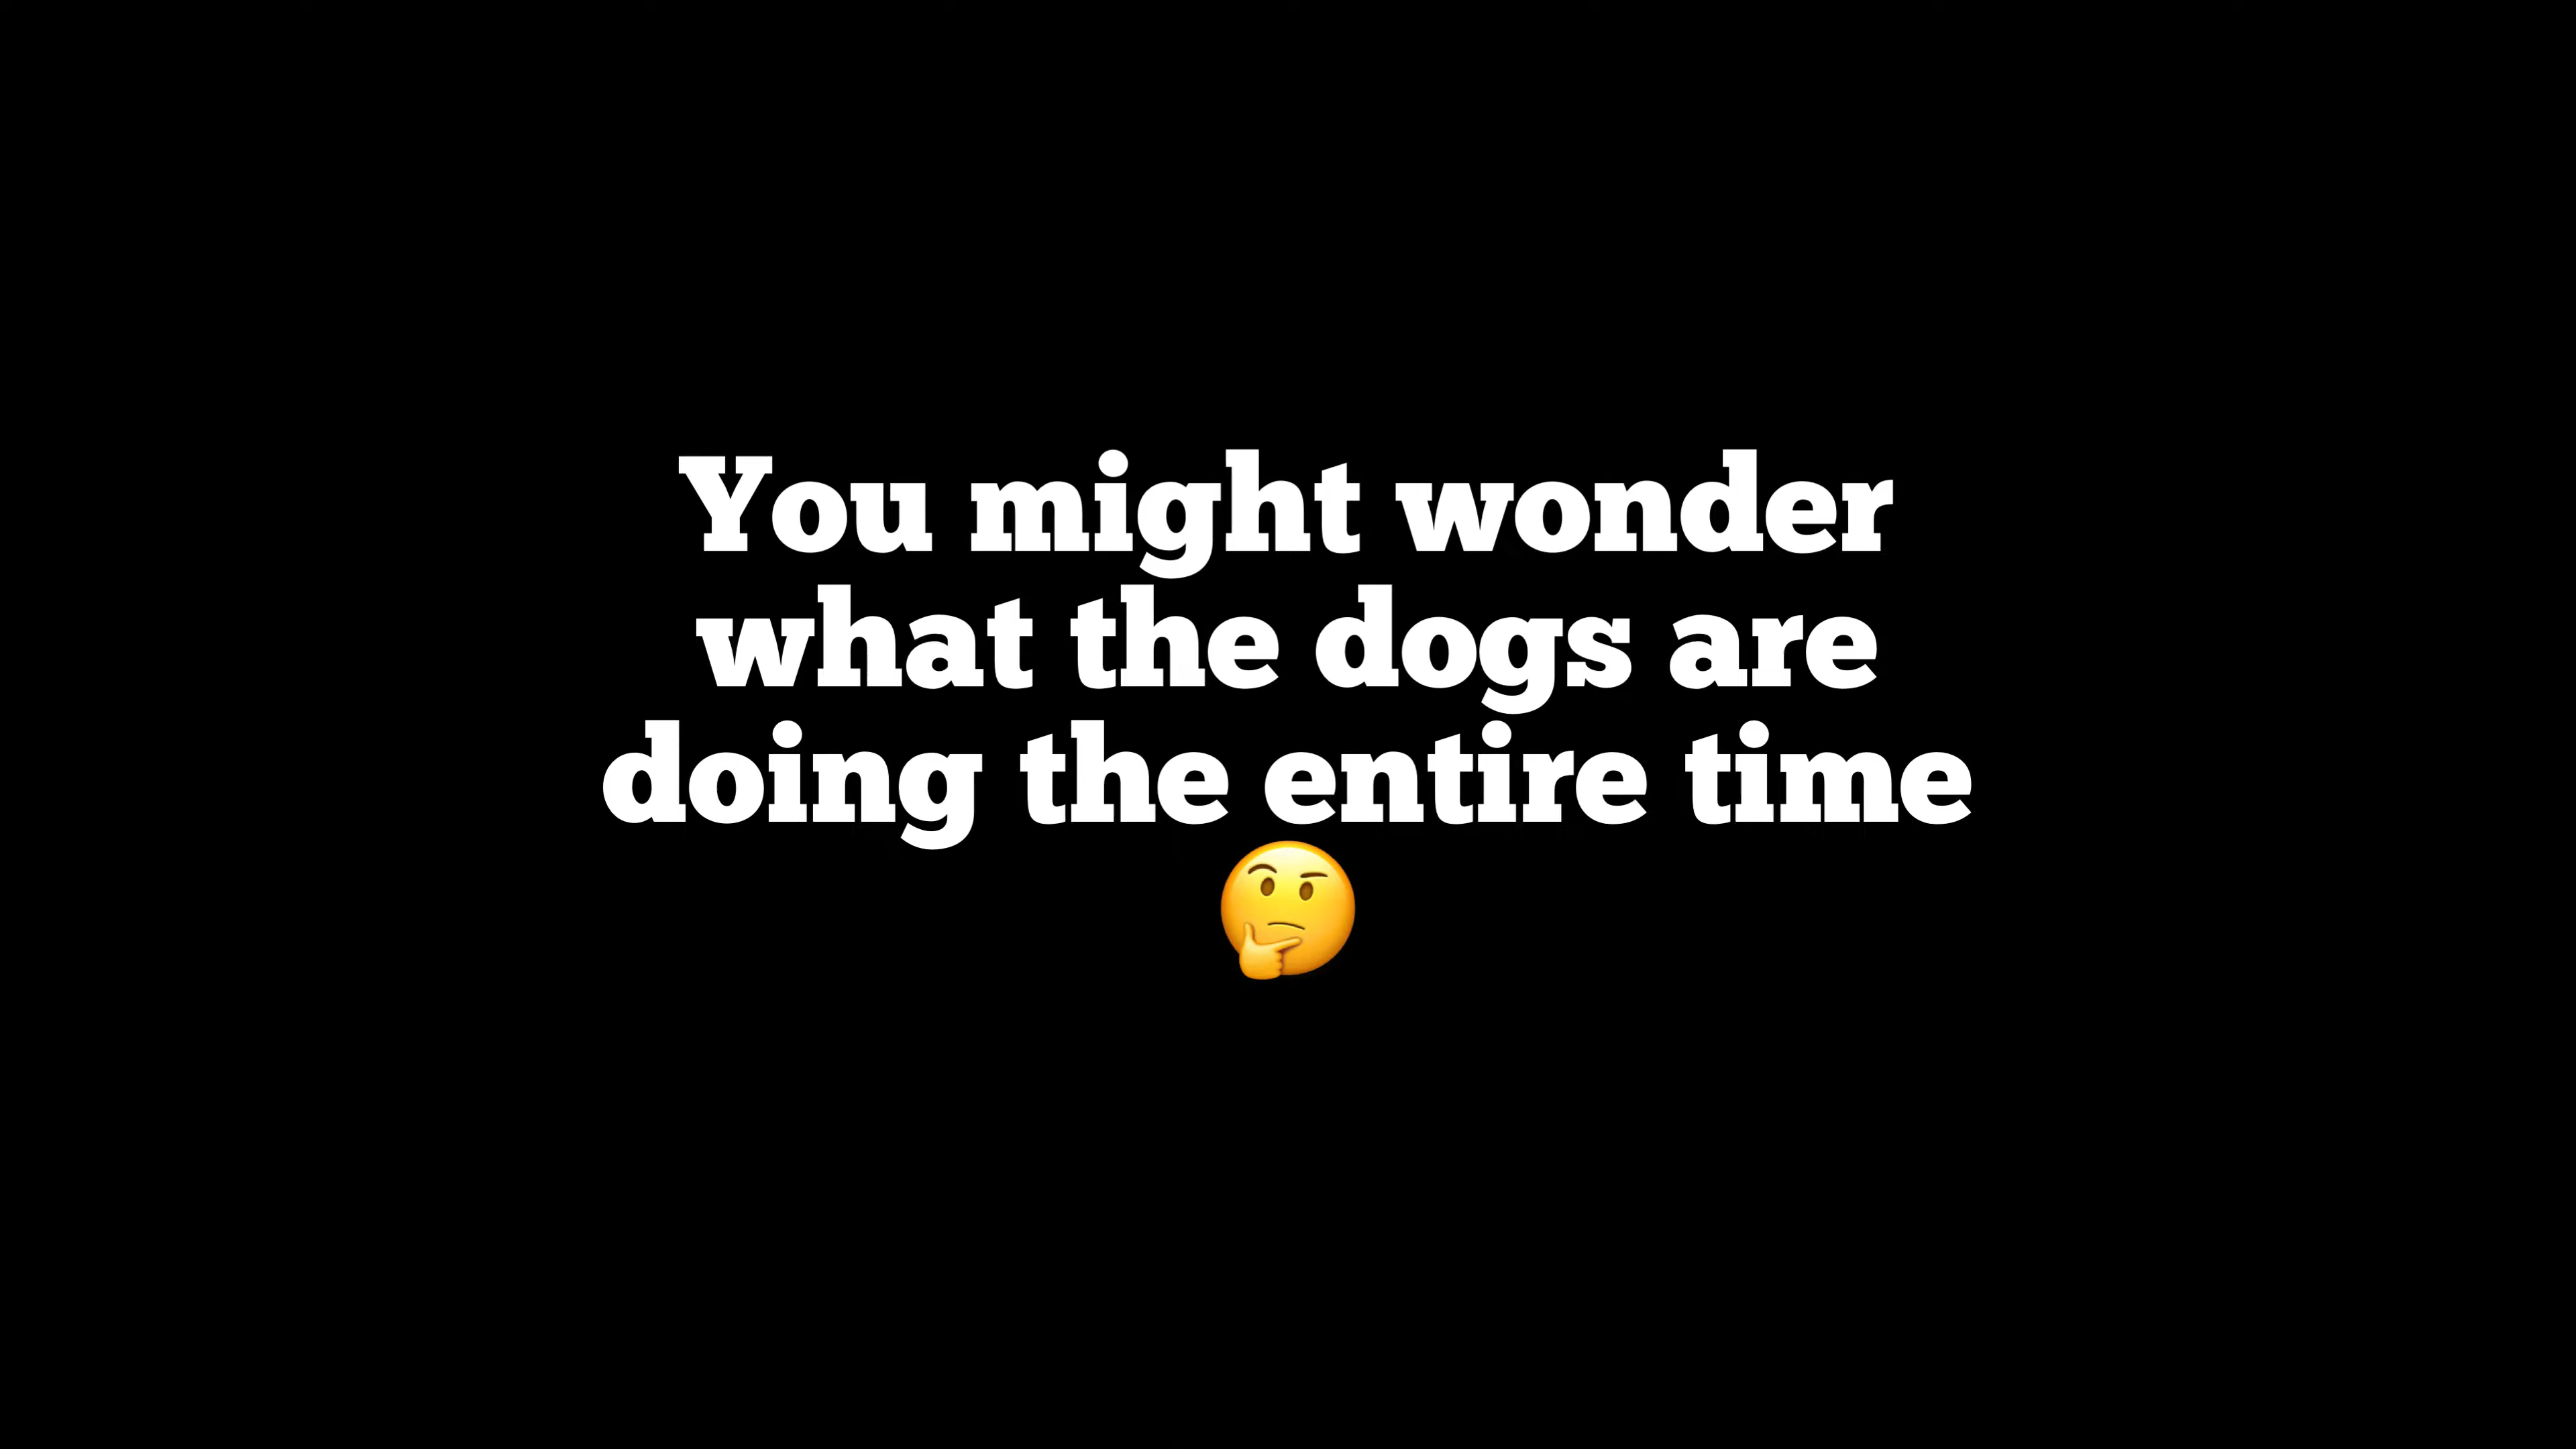 You might wonder
what the dogs are
doing the entire time
🤔